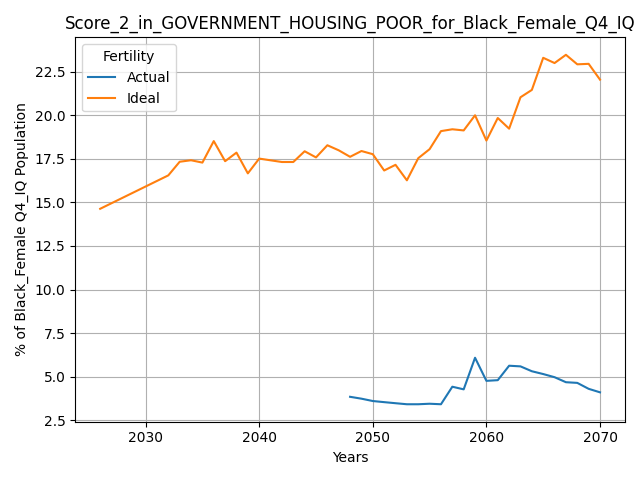 Score_2_in_GOVERNMENT_HOUSING_POOR_for_Black_Female_Q4_IQ
Fertility
Actual
Ideal
% of Black_Female Q4_IQ Population
22.5
20.0
17.5
15.0
12.5
10.0
7.5
5.0
2.5
2030 2040 2050 2060 2070
Years